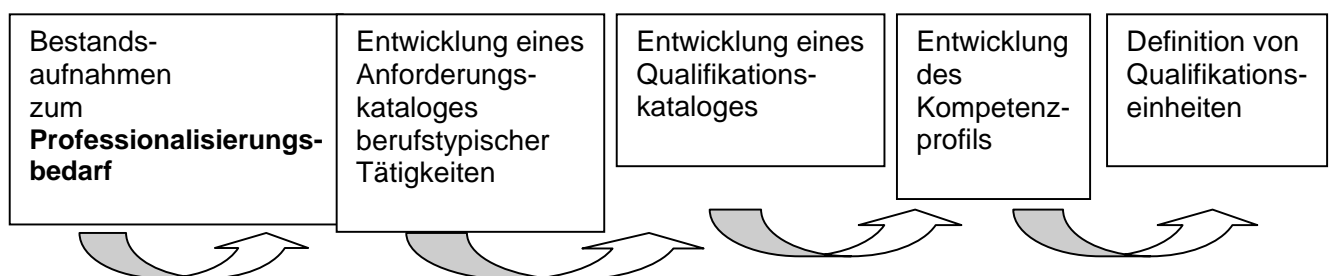 Bestands-
aufnahmen
zum
Professionalisierungs-
bedarf
Entwicklung eines
Anforderungs-
kataloges
berufstypischer
Tätigkeiten
Entwicklung eines
Qualifikations-
kataloges
Entwicklung
des
Kompetenz-
profils
Definition von
Qualifikations-
einheiten